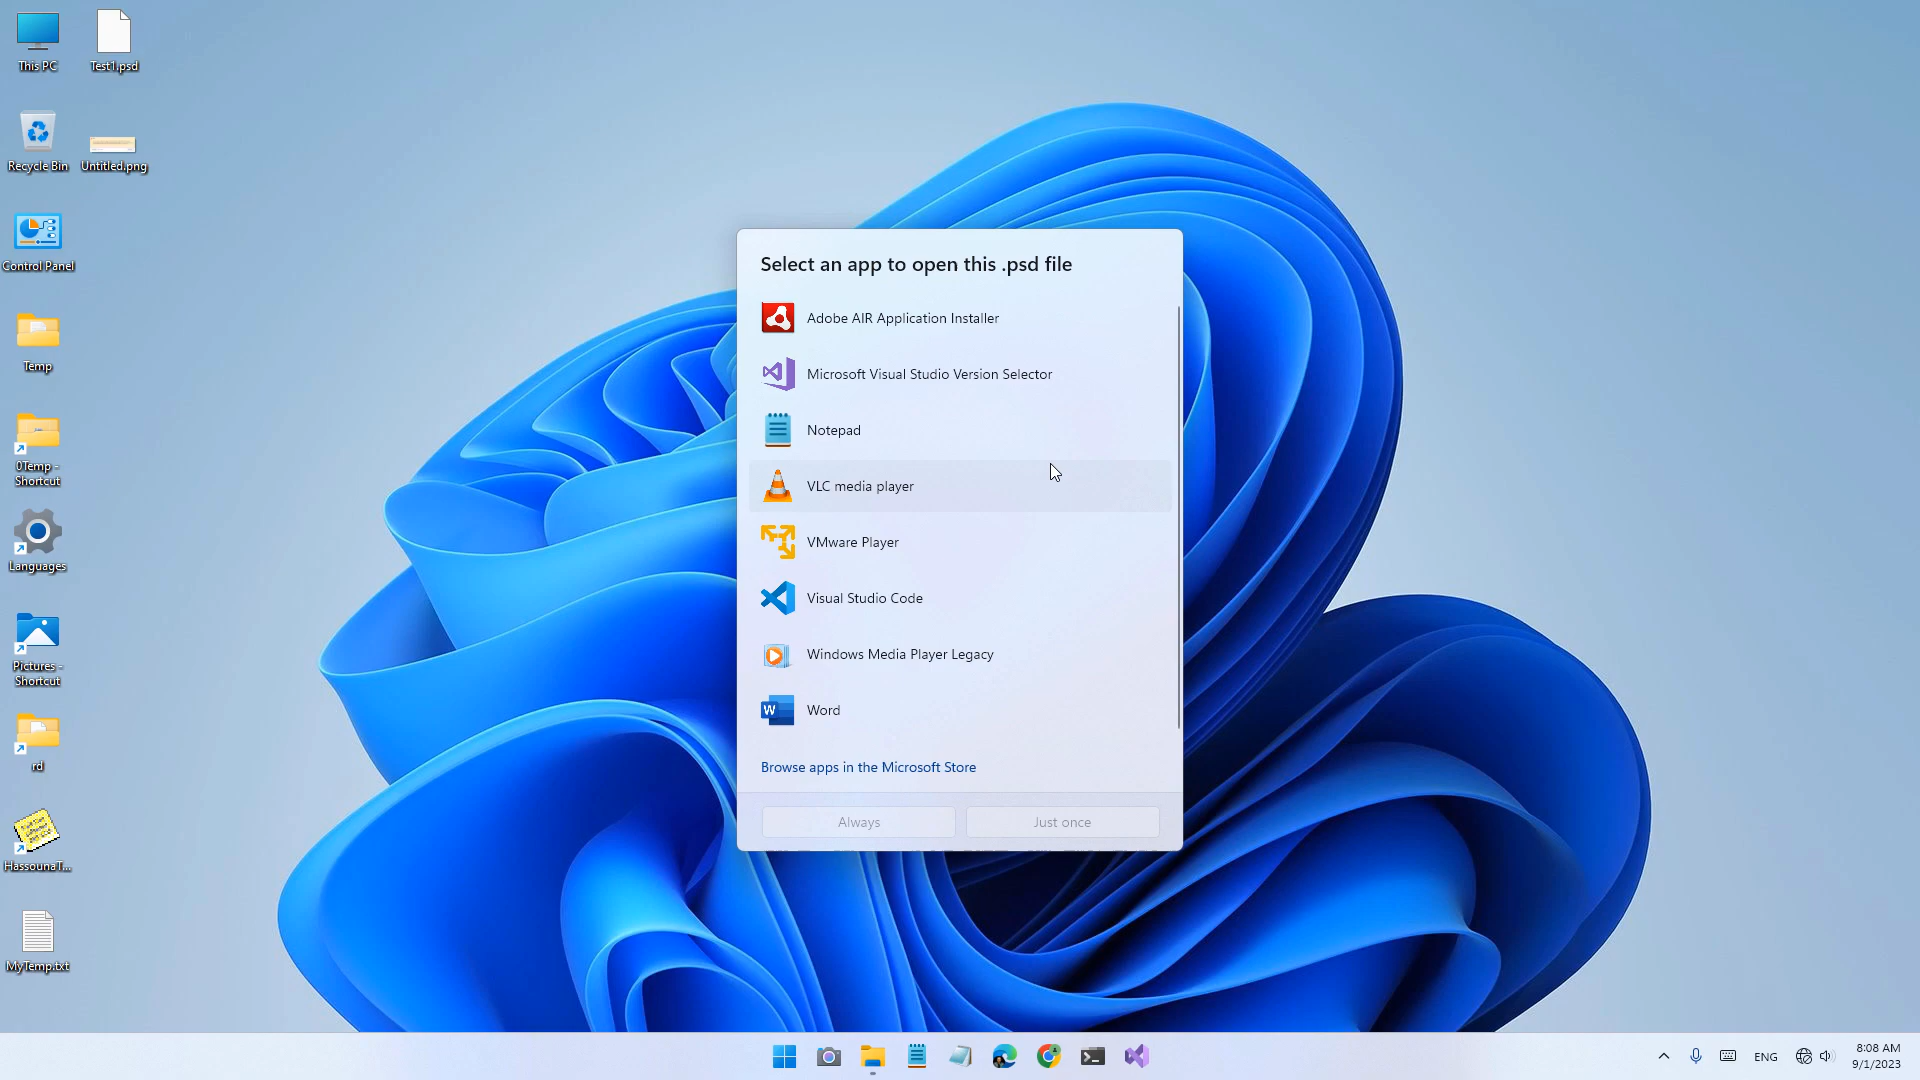 This PC
Test1.psd
Recycle Bin
Untitled.png
Control Panel
Temp
0Temp -
Shortcut
Languages
Pictures -
Shortcut
rd
HassounaT...
MyTemp.txt
Select an app to open this .psd file
Adobe AIR Application Installer
Microsoft Visual Studio Version Selector
Notepad
VLC media player
VMware Player
Visual Studio Code
Windows Media Player Legacy
W
Word
Browse apps in the Microsoft Store
Always
Just once
ENG
8:08 AM
9/1/2023